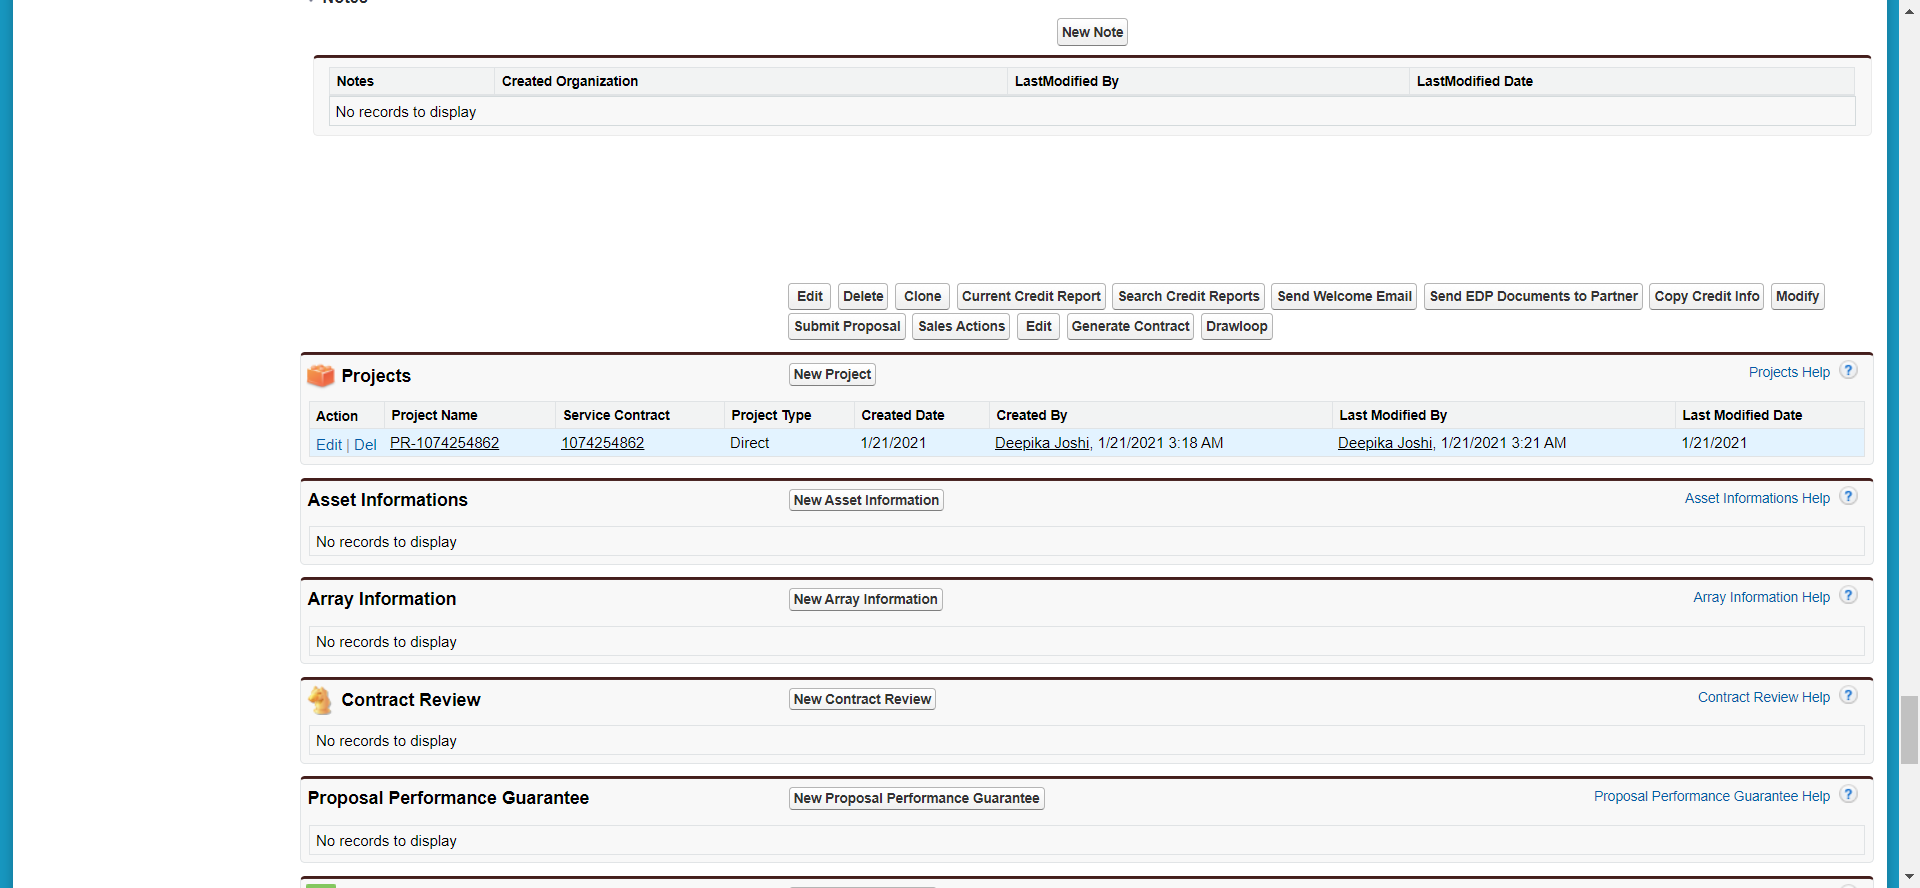 Notes
New Note
Notes Created Organization LastModified By LastModified Date
No records to display
Edit Delete Clone Current Credit Report Search Credit Reports Send Welcome Email Send EDP Documents to Partner Copy Credit Info Modify
Submit Proposal Sales Actions Edit Generate Contract Drawloop
Projects New Project Projects Help ?
Action Project Name Service Contract Project Type Created Date Created By Last Modified By Last Modified Date
Edit | Del PR-1074254862 1074254862 Direct 1/21/2021 Deepika Joshi, 1/21/2021 3:18 AM Deepika Joshi, 1/21/2021 3:21 AM 1/21/2021
Asset Informations New Asset Information Asset Informations Help ?
No records to display
Array Information New Array Information Array Information Help ?
No records to display
Contract Review New Contract Review Contract Review Help ?
No records to display
Proposal Performance Guarantee New Proposal Performance Guarantee Proposal Performance Guarantee Help ?
No records to display